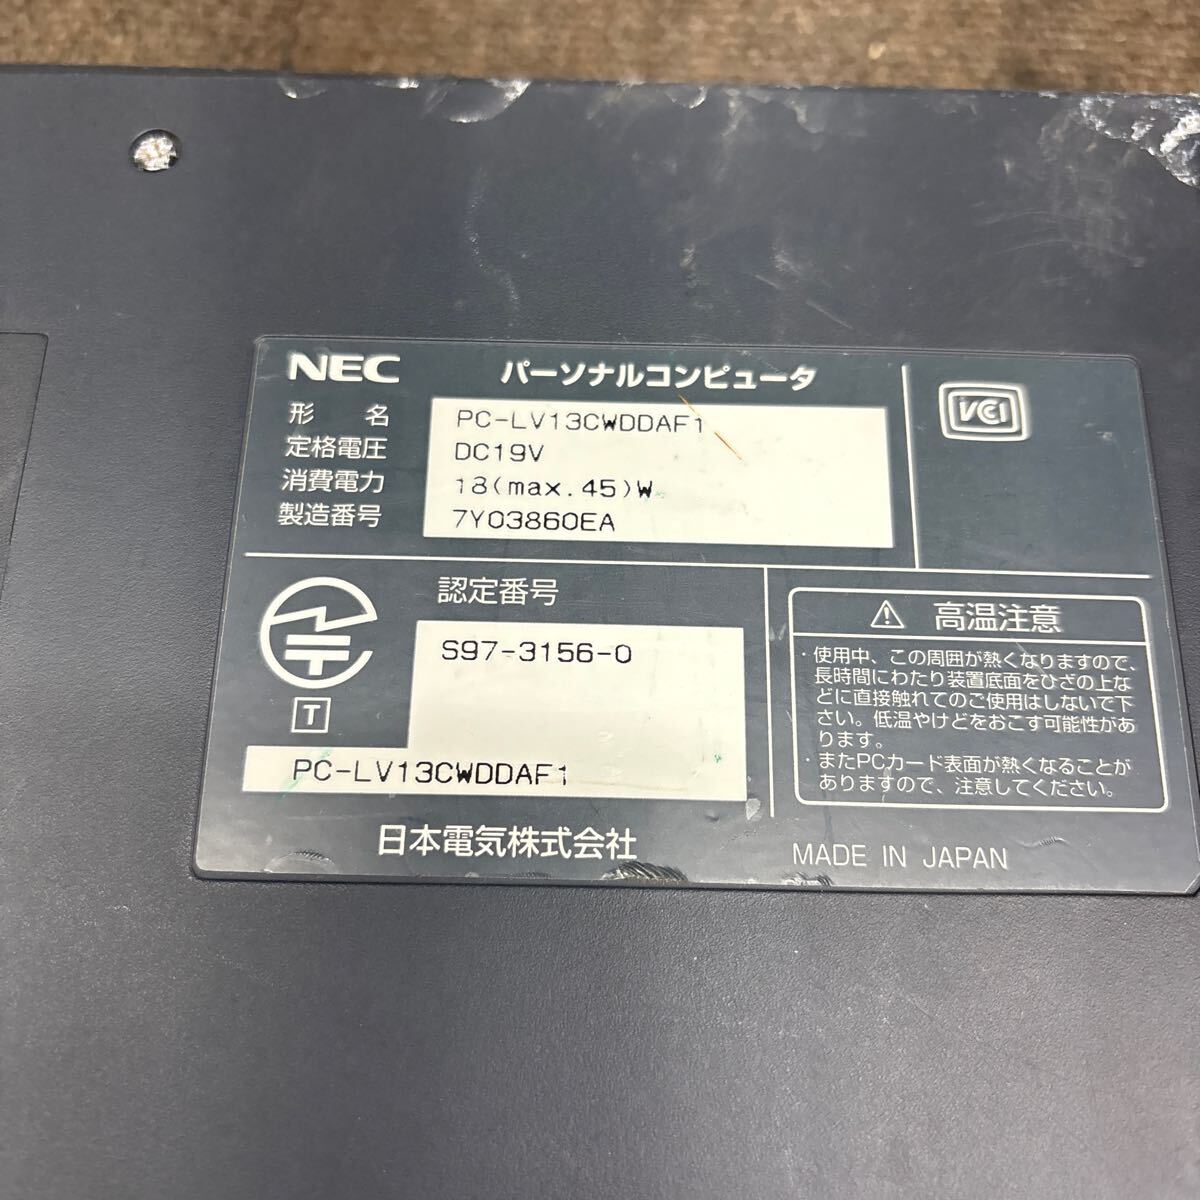 NEC パーソナルコンピュータ
形 名 PC-LV13CWDDAF1
定格電圧 DC19V
消費電力 18(max.45)W
製造番号 7Y03860EA
VCI
認定番号
S97-3156-0
T
PC-LV13CWDDAF1
日本電気株式会社
高温注意
・使用中、この周囲が熱くなりますので、
長時間にわたり装置底面をひざの上な
どに直接触れてのご使用はしないで下
さい。低温やけどをおこす可能性があ
ります。
・またPCカード表面が熱くなることが
ありますので、注意してください。
MADE IN JAPAN